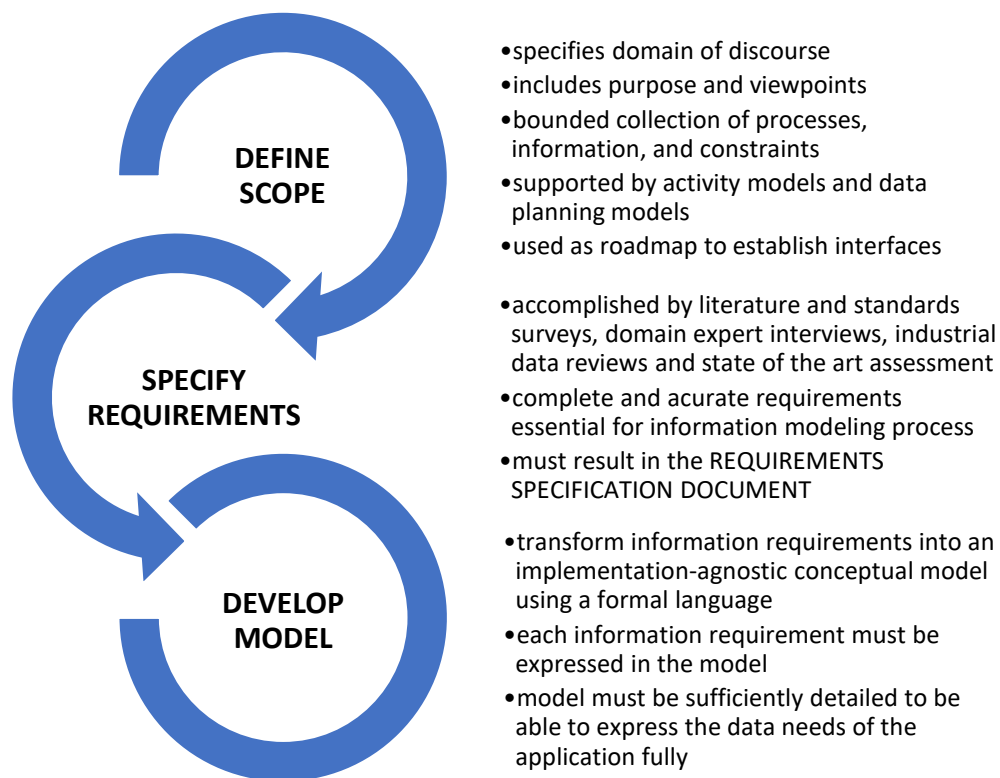 DEFINE
SCOPE
•specifies domain of discourse
•includes purpose and viewpoints
•bounded collection of processes,
information, and constraints
•supported by activity models and data
planning models
•used as roadmap to establish interfaces
SPECIFY
REQUIREMENTS
•accomplished by literature and standards
surveys, domain expert interviews, industrial
data reviews and state of the art assessment
•complete and acurate requirements
essential for information modeling process
•must result in the REQUIREMENTS
SPECIFICATION DOCUMENT
DEVELOP
MODEL
•transform information requirements into an
implementation-agnostic conceptual model
using a formal language
•each information requirement must be
expressed in the model
•model must be sufficiently detailed to be
able to express the data needs of the
application fully